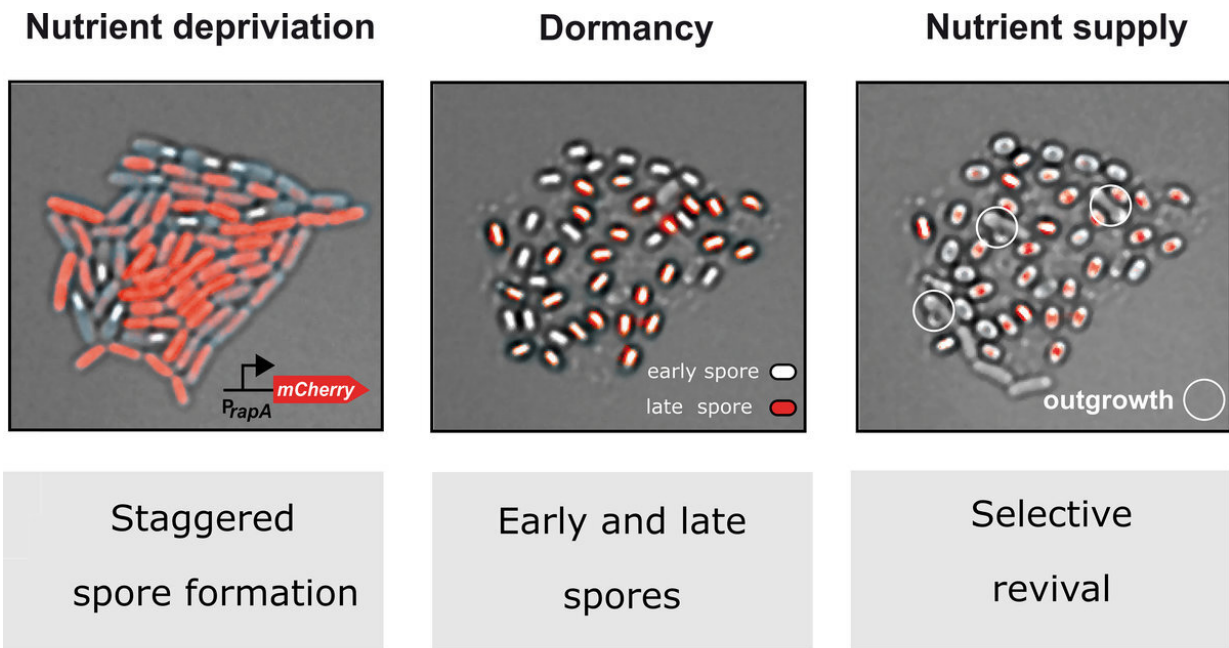 Nutrient depriviation
Dormancy
Nutrient supply
PrapA
mCherry
early spore
late spore
outgrowth
Staggered
spore formation
Early and late
spores
Selective
revival